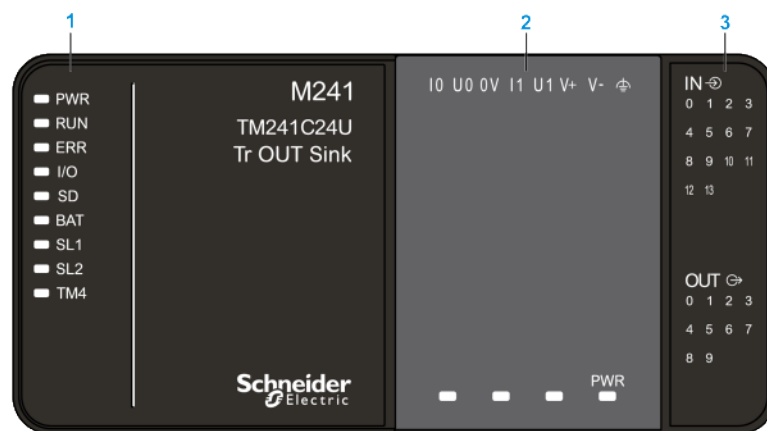 1
2
3
PWR
RUN
ERR
I/O
SD
BAT
SL1
SL2
TM4
M241
TM241C24U
Tr OUT Sink
Schneider
Electric
I0 U0 0V I1 U1 V+ V-
PWR
IN
0 1 2 3
4 5 6 7
8 9 10 11
12 13
OUT
0 1 2 3
4 5 6 7
8 9